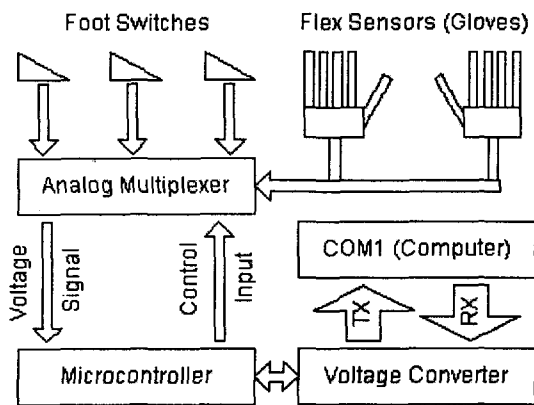 Foot Switches
Flex Sensors (Gloves)
Analog Multiplexer
Voltage
Signal
Control
Input
COM1 (Computer)
TX
RX
Microcontroller
Voltage Converter